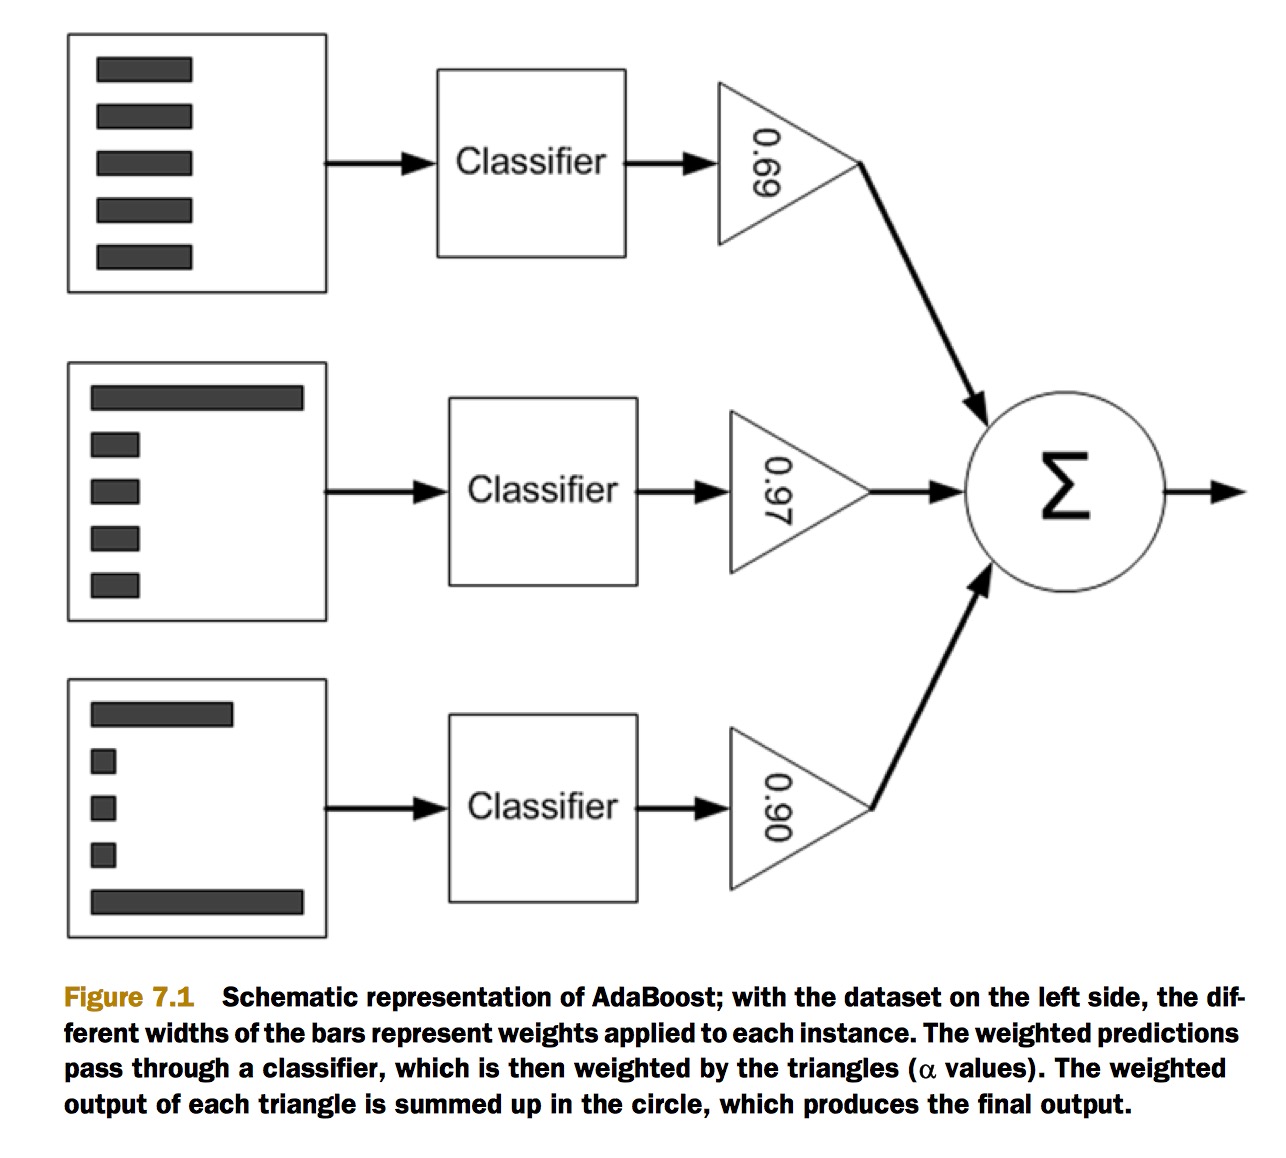 Classifier
0.69
Classifier
0.97
Σ
Classifier
0.90
Figure 7.1 Schematic representation of AdaBoost; with the dataset on the left side, the dif-
ferent widths of the bars represent weights applied to each instance. The weighted predictions
pass through a classifier, which is then weighted by the triangles (α values). The weighted
output of each triangle is summed up in the circle, which produces the final output.